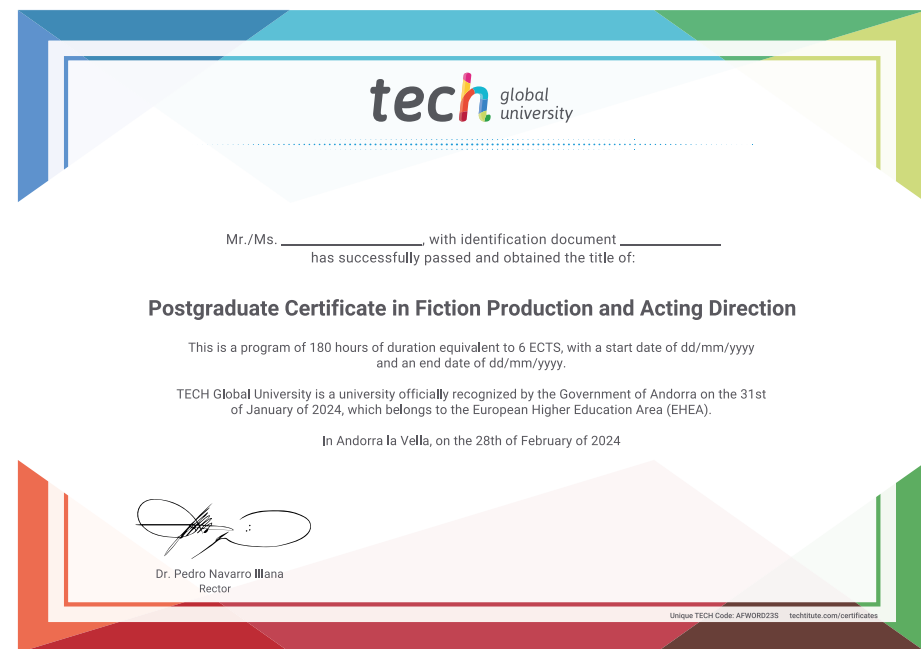 tech global university
Mr./Ms. ____________, with identification document ____________
has successfully passed and obtained the title of:
Postgraduate Certificate in Fiction Production and Acting Direction
This is a program of 180 hours of duration equivalent to 6 ECTS, with a start date of dd/mm/yyyy
and an end date of dd/mm/yyyy.
TECH Global University is a university officially recognized by the Government of Andorra on the 31st
of January of 2024, which belongs to the European Higher Education Area (EHEA).
In Andorra la Vella, on the 28th of February of 2024
Dr. Pedro Navarro Illana
Rector
Unique TECH Code: AFWORD23S techtitute.com/certificates